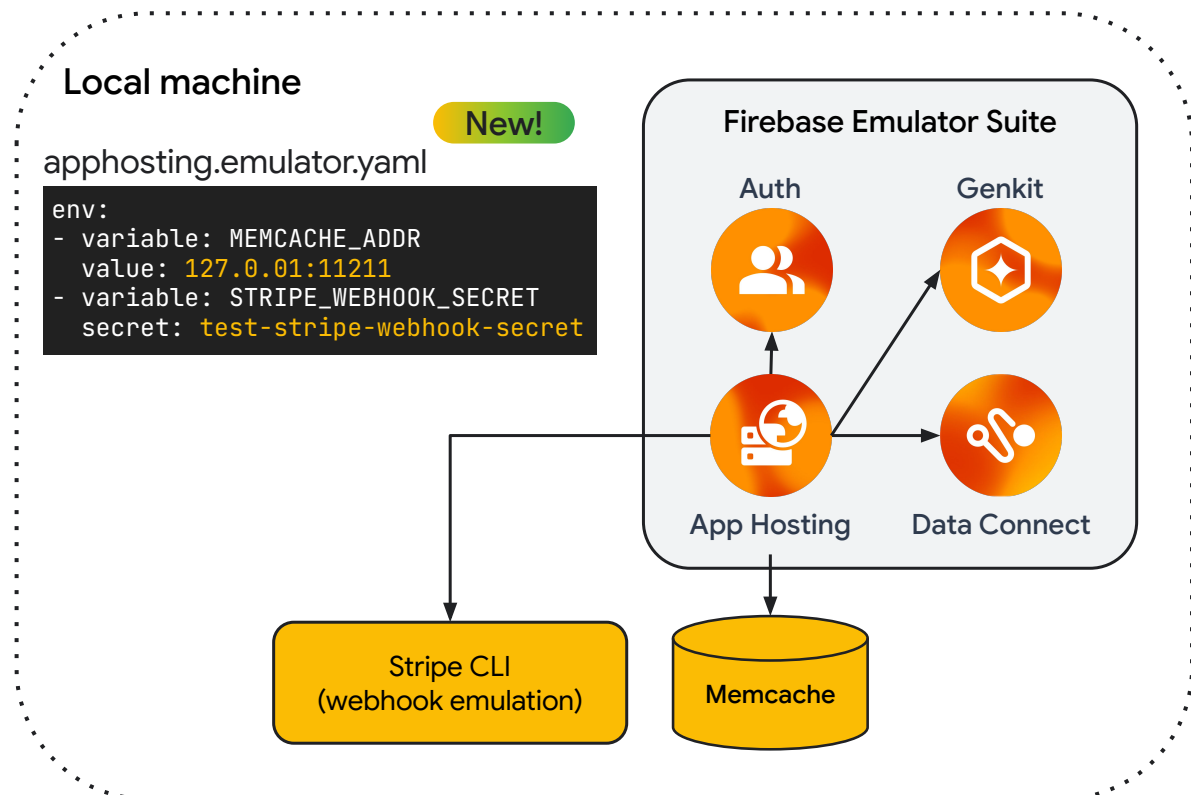 Local machine
New!
apphosting.emulator.yaml
env:
- variable: MEMCACHE_ADDR
  value: 127.0.01:11211
- variable: STRIPE_WEBHOOK_SECRET
  secret: test-stripe-webhook-secret
Firebase Emulator Suite
Auth
Genkit
App Hosting
Data Connect
Stripe CLI
(webhook emulation)
Memcache